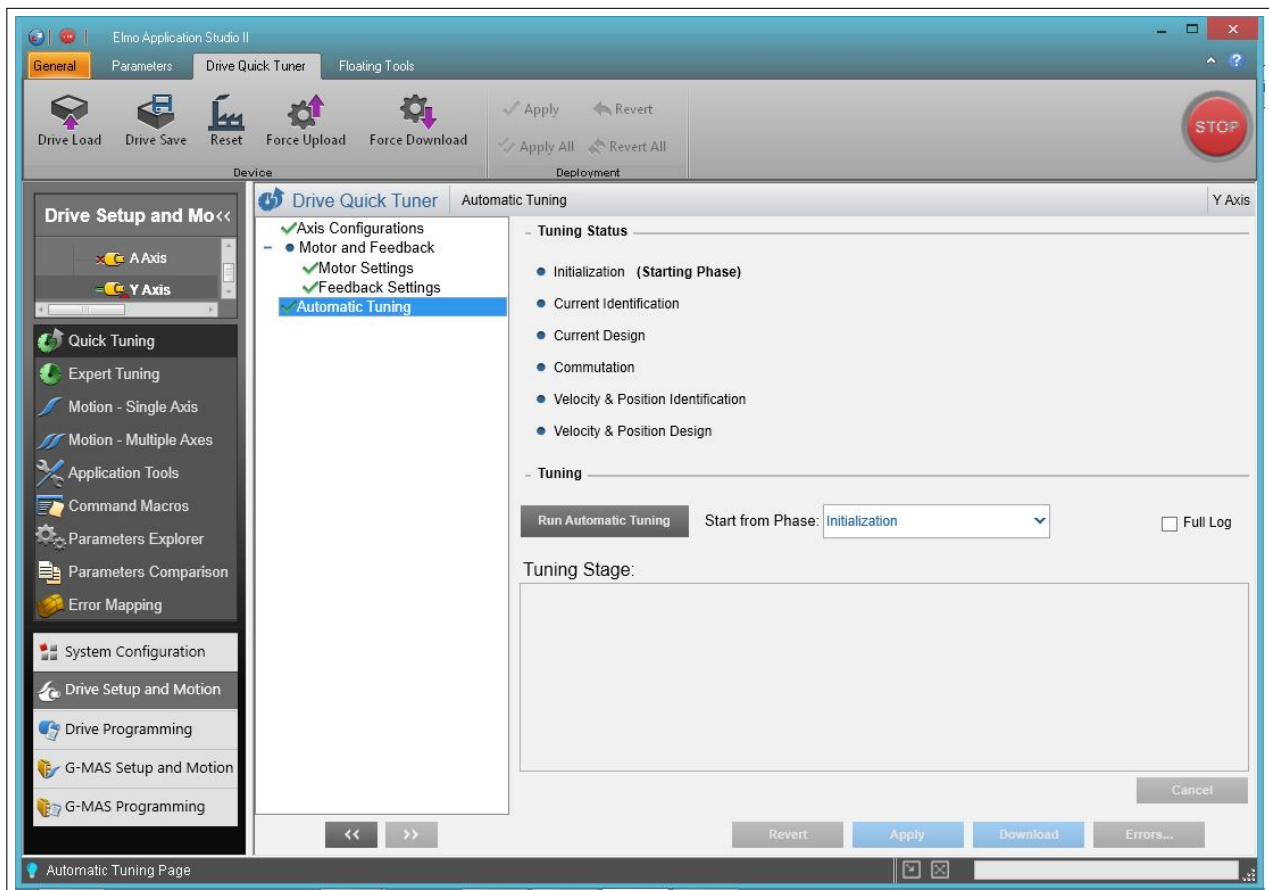 Elmo Application Studio II
General Parameters Drive Quick Tuner Floating Tools
Drive Load Drive Save Reset Force Upload Force Download
Apply Revert
Apply All Revert All
STOP
Device Deployment
Drive Setup and Mo<<
A Axis
Y Axis
Quick Tuning
Expert Tuning
Motion - Single Axis
Motion - Multiple Axes
Application Tools
Command Macros
Parameters Explorer
Parameters Comparison
Error Mapping
System Configuration
Drive Setup and Motion
Drive Programming
G-MAS Setup and Motion
G-MAS Programming
Drive Quick Tuner Automatic Tuning Y Axis
Axis Configurations
Motor and Feedback
Motor Settings
Feedback Settings
Automatic Tuning
Tuning Status
Initialization (Starting Phase)
Current Identification
Current Design
Commutation
Velocity & Position Identification
Velocity & Position Design
Tuning
Run Automatic Tuning Start from Phase: Initialization Full Log
Tuning Stage:
Cancel
<< >> Revert Apply Download Errors...
Automatic Tuning Page